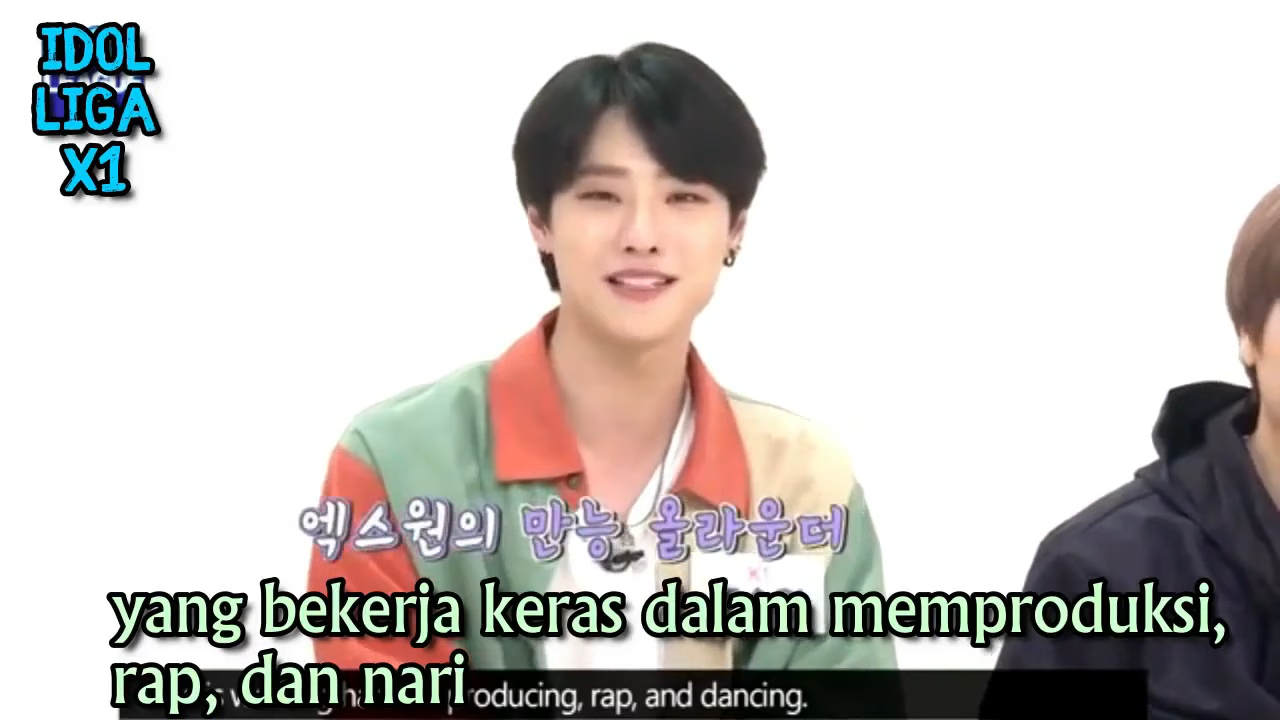 IDOL
LIGA
X1
엑스원의 만능 올라운더
X1
yang bekerja keras dalam memproduksi,
rap, dan nari
producing, rap, and dancing.